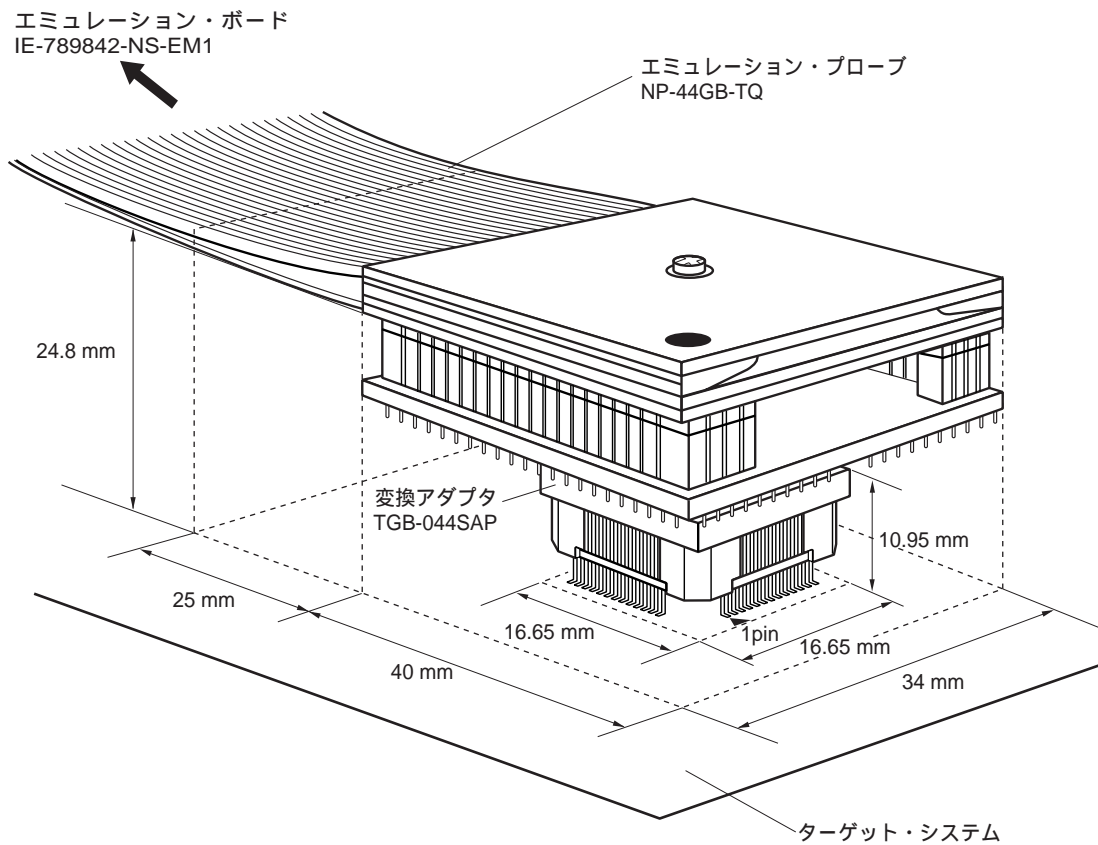 エミュレーション・ボード
IE-789842-NS-EM1
エミュレーション・プローブ
NP-44GB-TQ
24.8 mm
変換アダプタ
TGB-044SAP
10.95 mm
25 mm
16.65 mm
1pin
16.65 mm
40 mm
34 mm
ターゲット・システム